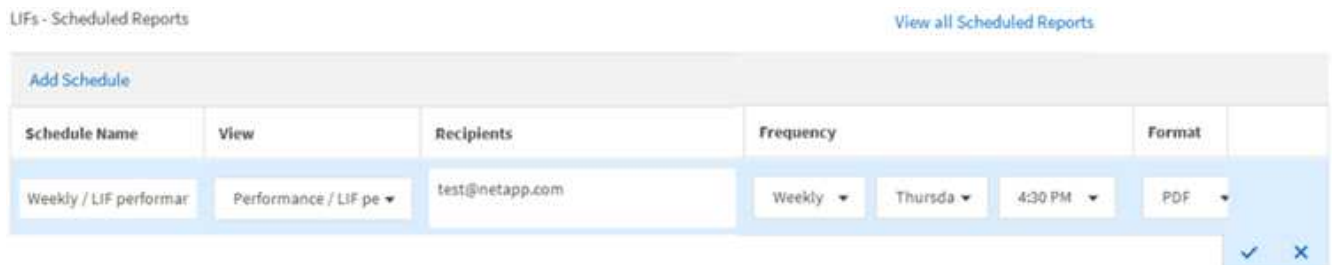 LIFs - Scheduled Reports View all Scheduled Reports
Add Schedule
Schedule Name View Recipients Frequency Format
Weekly / LIF performar Performance / LIF pe test@netapp.com Weekly Thursda 4:30 PM PDF